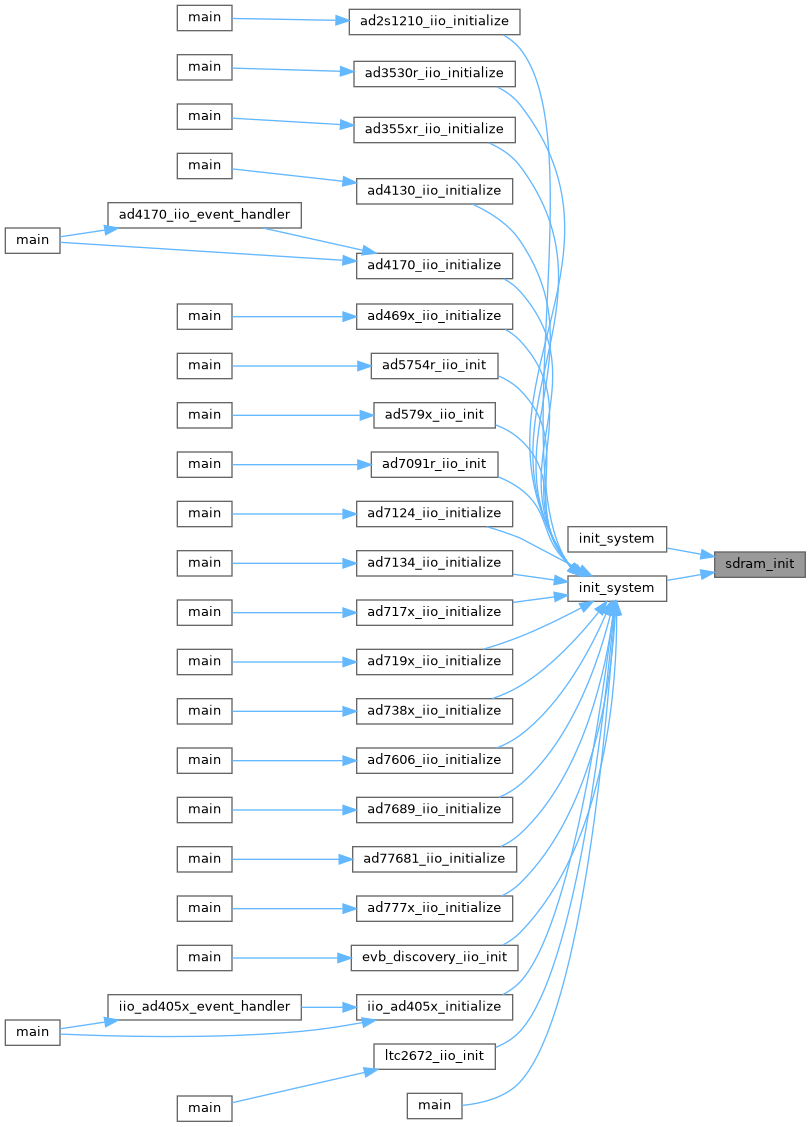 main
ad2s1210_iio_initialize
main
ad3530r_iio_initialize
main
ad355xr_iio_initialize
main
ad4130_iio_initialize
ad4170_iio_event_handler
main
ad4170_iio_initialize
main
ad469x_iio_initialize
main
ad5754r_iio_init
main
ad579x_iio_init
main
ad7091r_iio_init
main
ad7124_iio_initialize
init_system
main
ad7134_iio_initialize
sdram_init
init_system
main
ad717x_iio_initialize
main
ad719x_iio_initialize
main
ad738x_iio_initialize
main
ad7606_iio_initialize
main
ad7689_iio_initialize
main
ad77681_iio_initialize
main
ad777x_iio_initialize
main
evb_discovery_iio_init
iio_ad405x_event_handler
iio_ad405x_initialize
main
ltc2672_iio_init
main
main